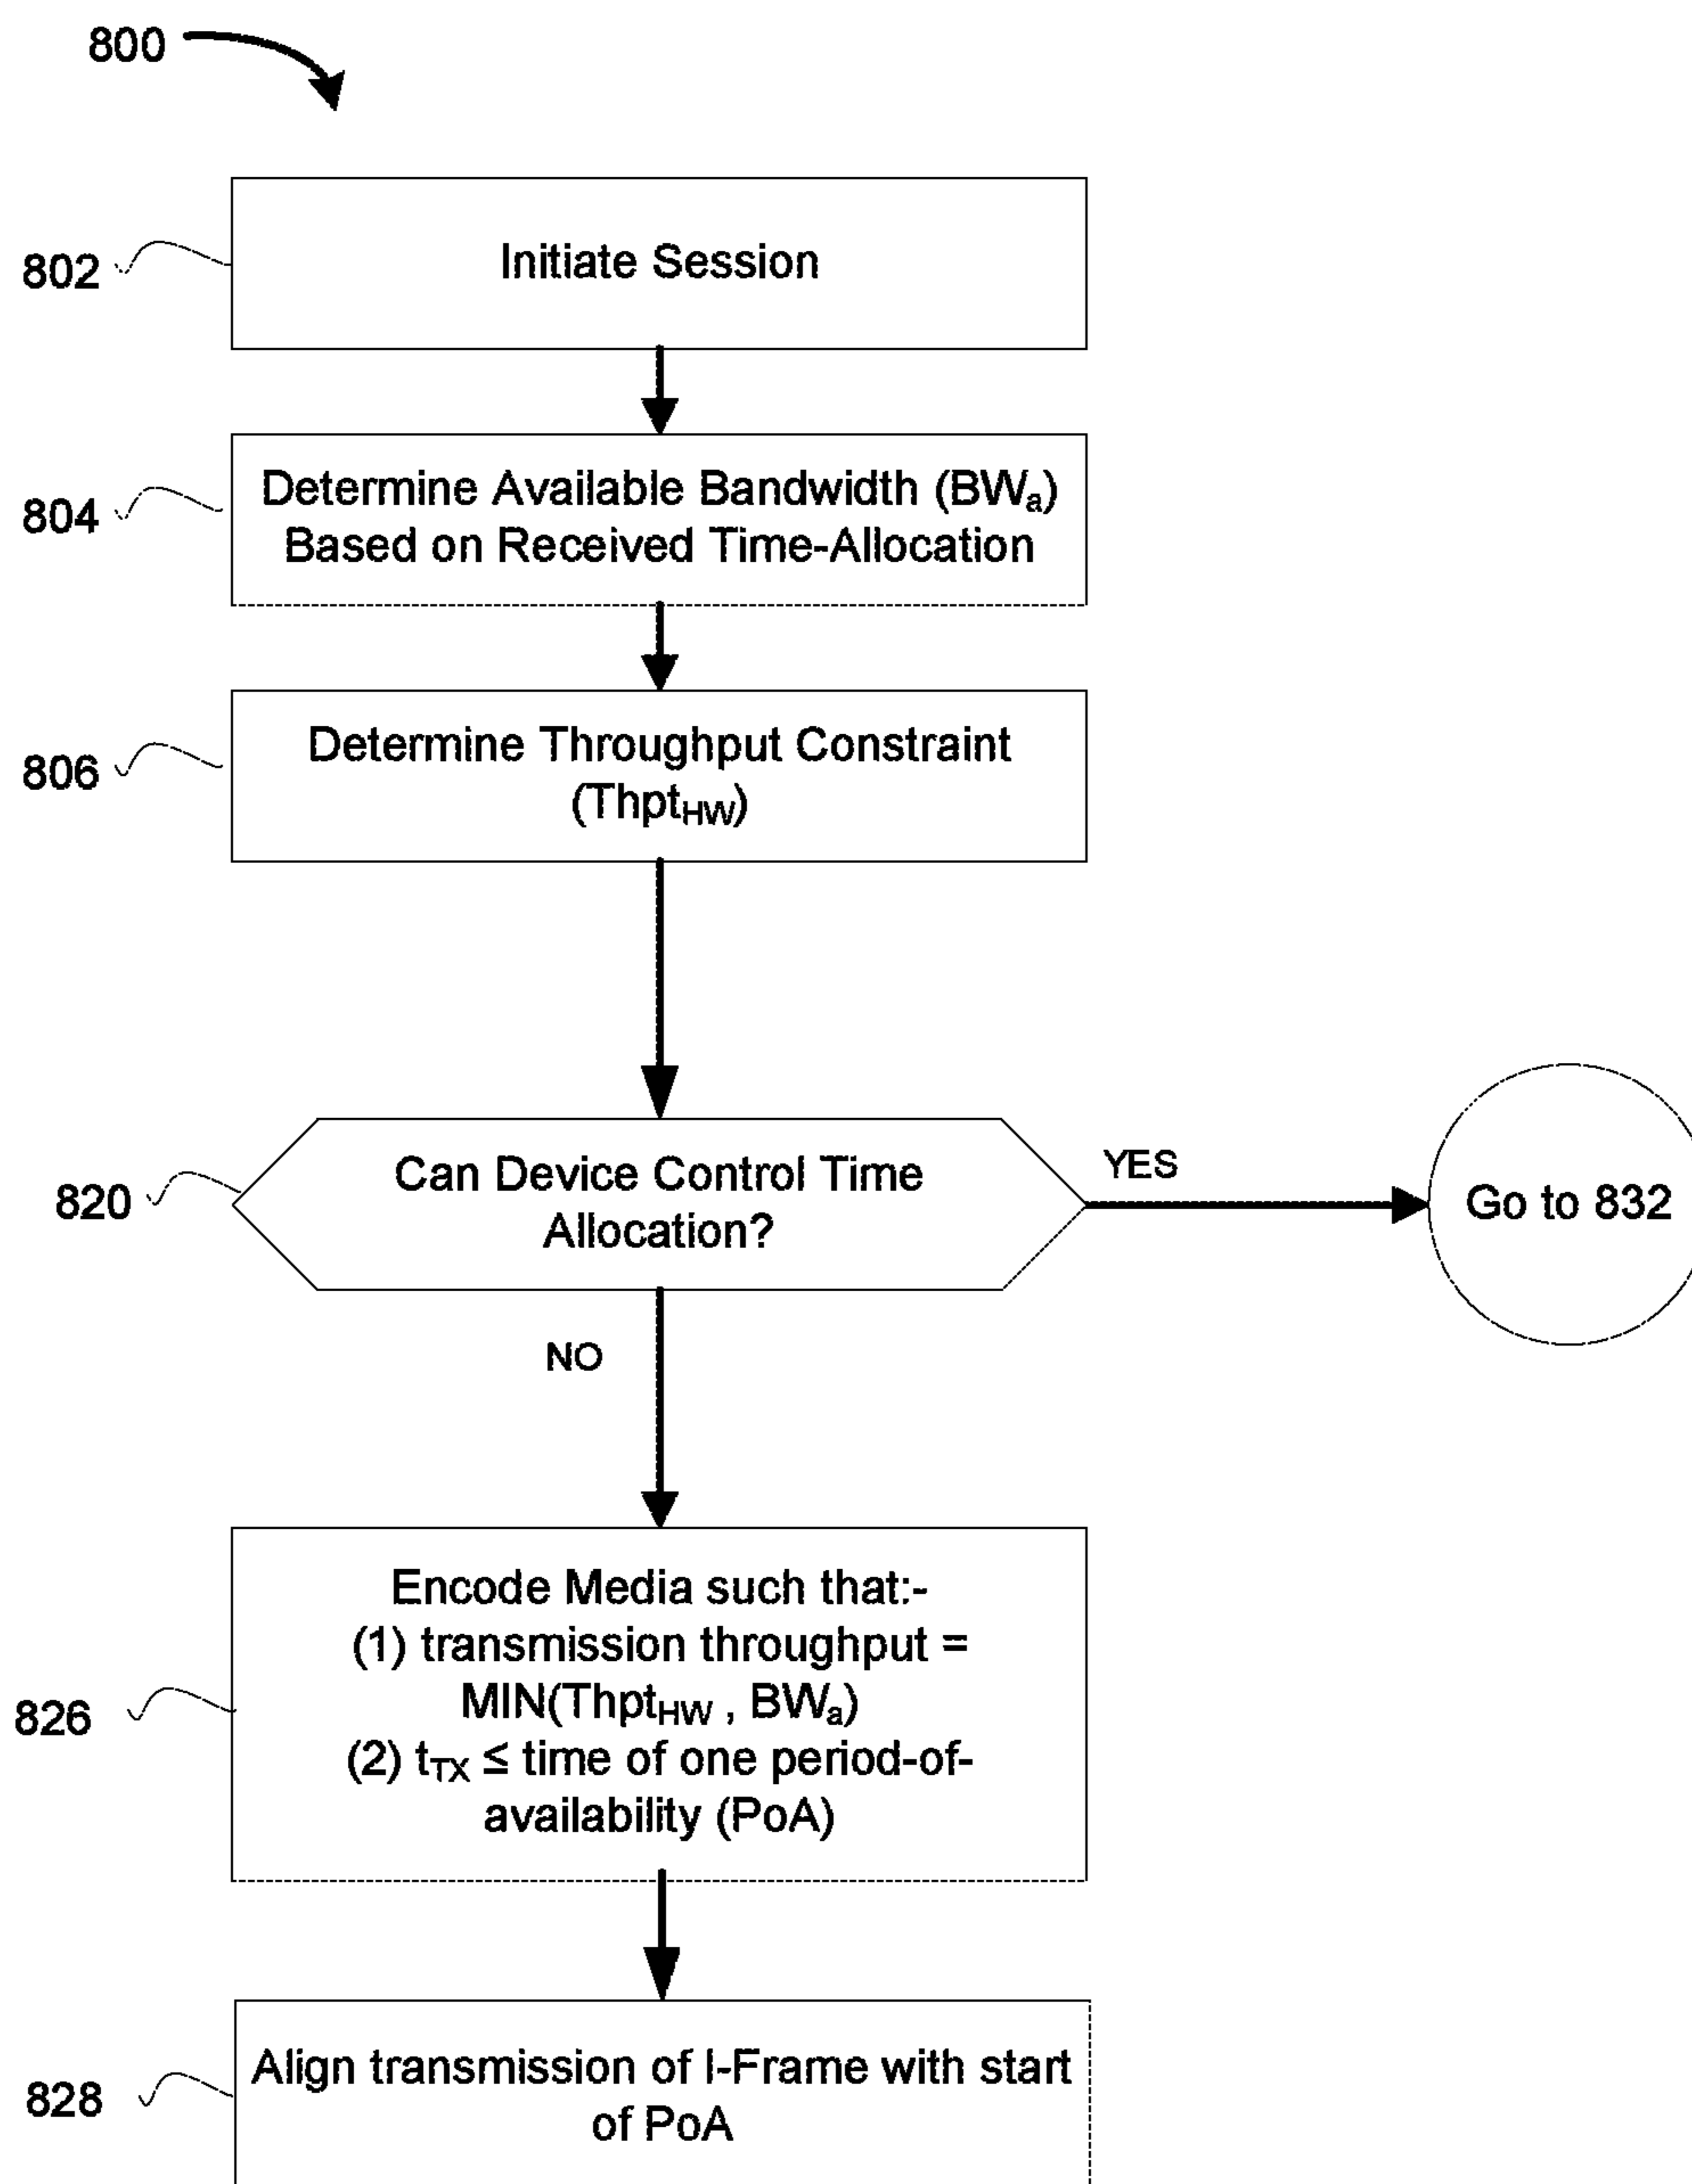 800
802
Initiate Session
804
Determine Available Bandwidth (BWa)
Based on Received Time-Allocation
806
Determine Throughput Constraint
(ThptHW)
820
Can Device Control Time
Allocation?
YES
Go to 832
NO
826
Encode Media such that:-
(1) transmission throughput =
MIN(ThptHW , BWa)
(2) tTX ≤ time of one period-of-
availability (PoA)
828
Align transmission of I-Frame with start
of PoA